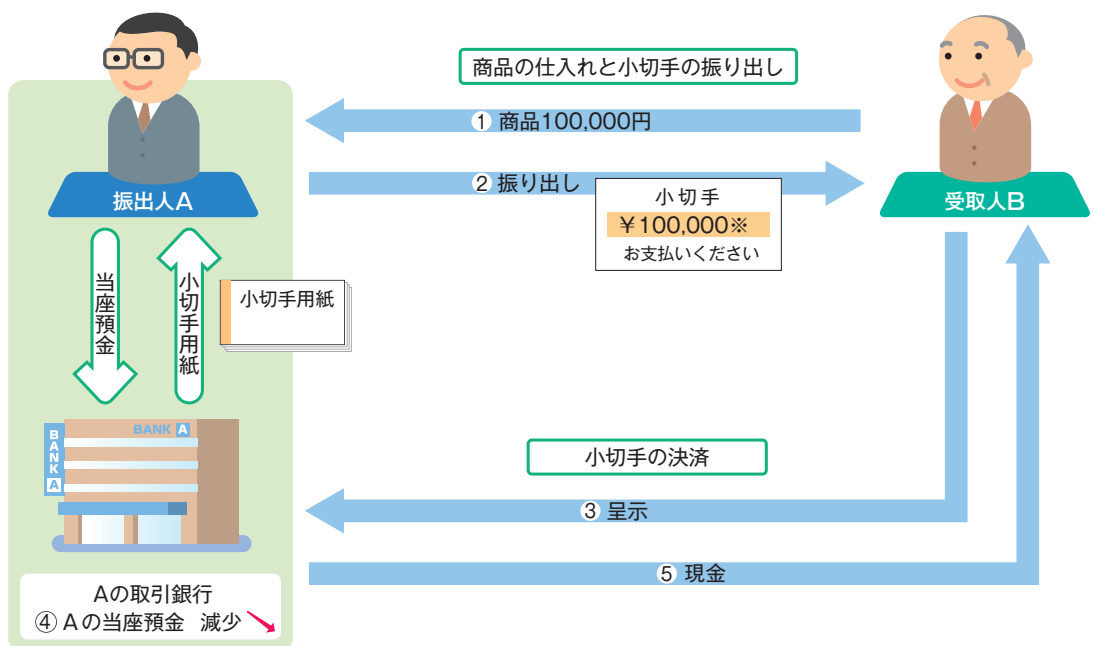 商品の仕入れと小切手の振り出し
① 商品100,000円
② 振り出し
小切手
¥100,000※
お支払いください
振出人A
受取人B
当座預金
小切手用紙
小切手用紙
BANK A
BANK A
小切手の決済
③ 呈示
⑤ 現金
Aの取引銀行
④ Aの当座預金 減少